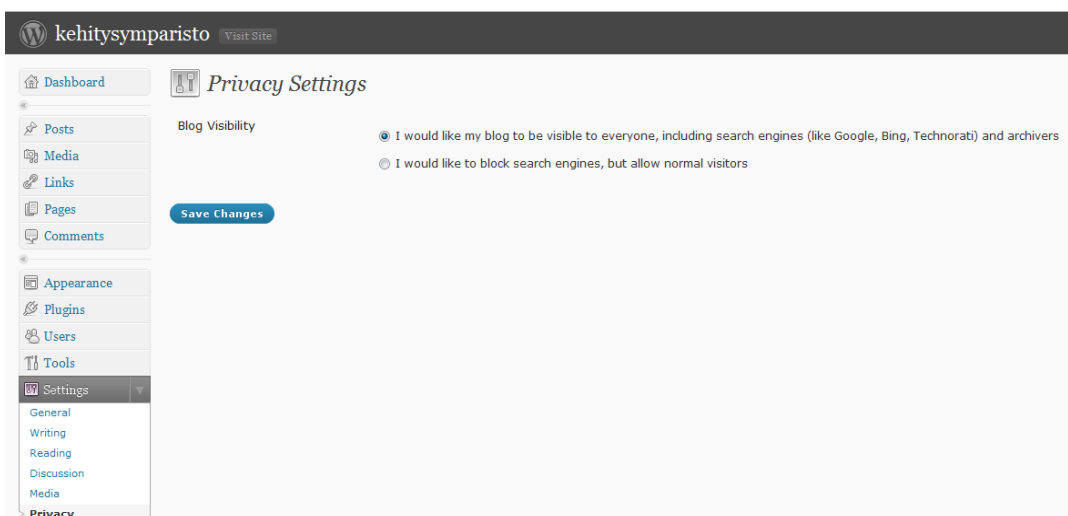 kehitysymparisto Visit Site
Dashboard
Posts
Media
Links
Pages
Comments
Appearance
Plugins
Users
Tools
Settings
General
Writing
Reading
Discussion
Media
Privacy
Privacy Settings
Blog Visibility
I would like my blog to be visible to everyone, including search engines (like Google, Bing, Technorati) and archivers
I would like to block search engines, but allow normal visitors
Save Changes